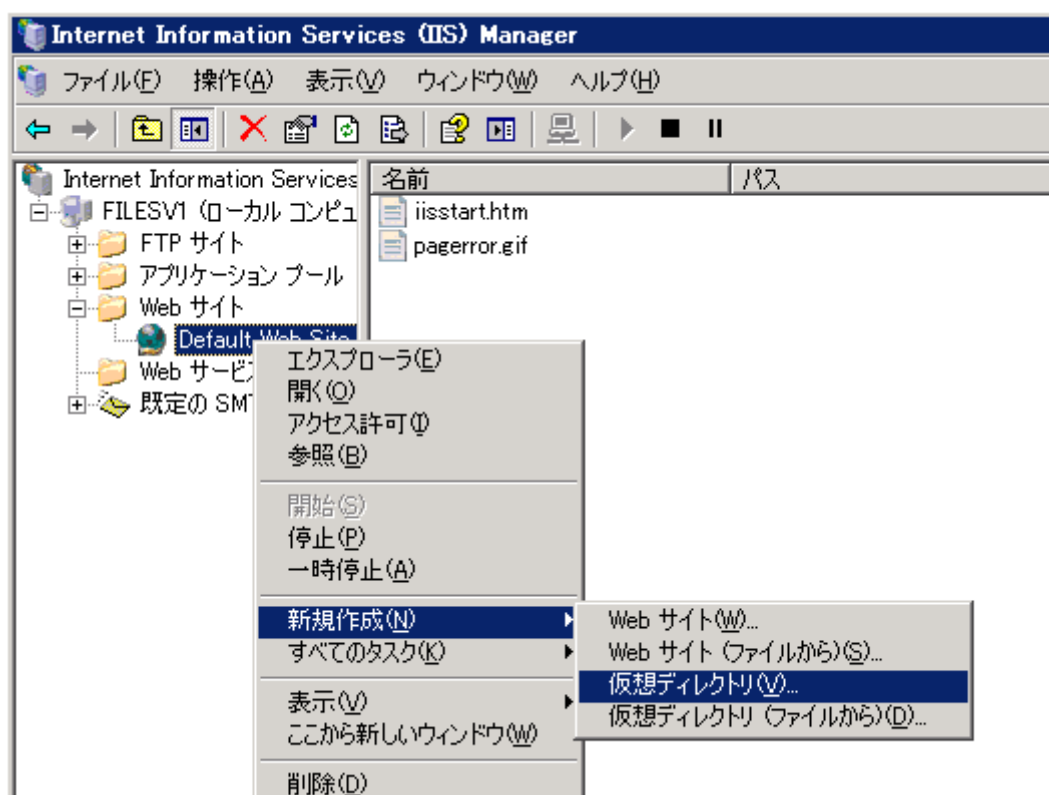 Internet Information Services (IIS) Manager
ファイル(F) 操作(A) 表示(V) ウィンドウ(W) ヘルプ(H)
Internet Information Services
FILESV1 (ローカル コンピュ
FTP サイト
アプリケーション プール
Web サイト
Default Web Site
Web サービス
既定の SMT
名前 パス
iisstart.htm
pagerror.gif
エクスプローラ(E)
開く(O)
アクセス許可(I)
参照(B)
開始(S)
停止(P)
一時停止(A)
新規作成(N)
すべてのタスク(K)
表示(V)
ここから新しいウィンドウ(W)
削除(D)
Web サイト(W)...
Web サイト (ファイルから)(S)...
仮想ディレクトリ(V)...
仮想ディレクトリ (ファイルから)(D)...